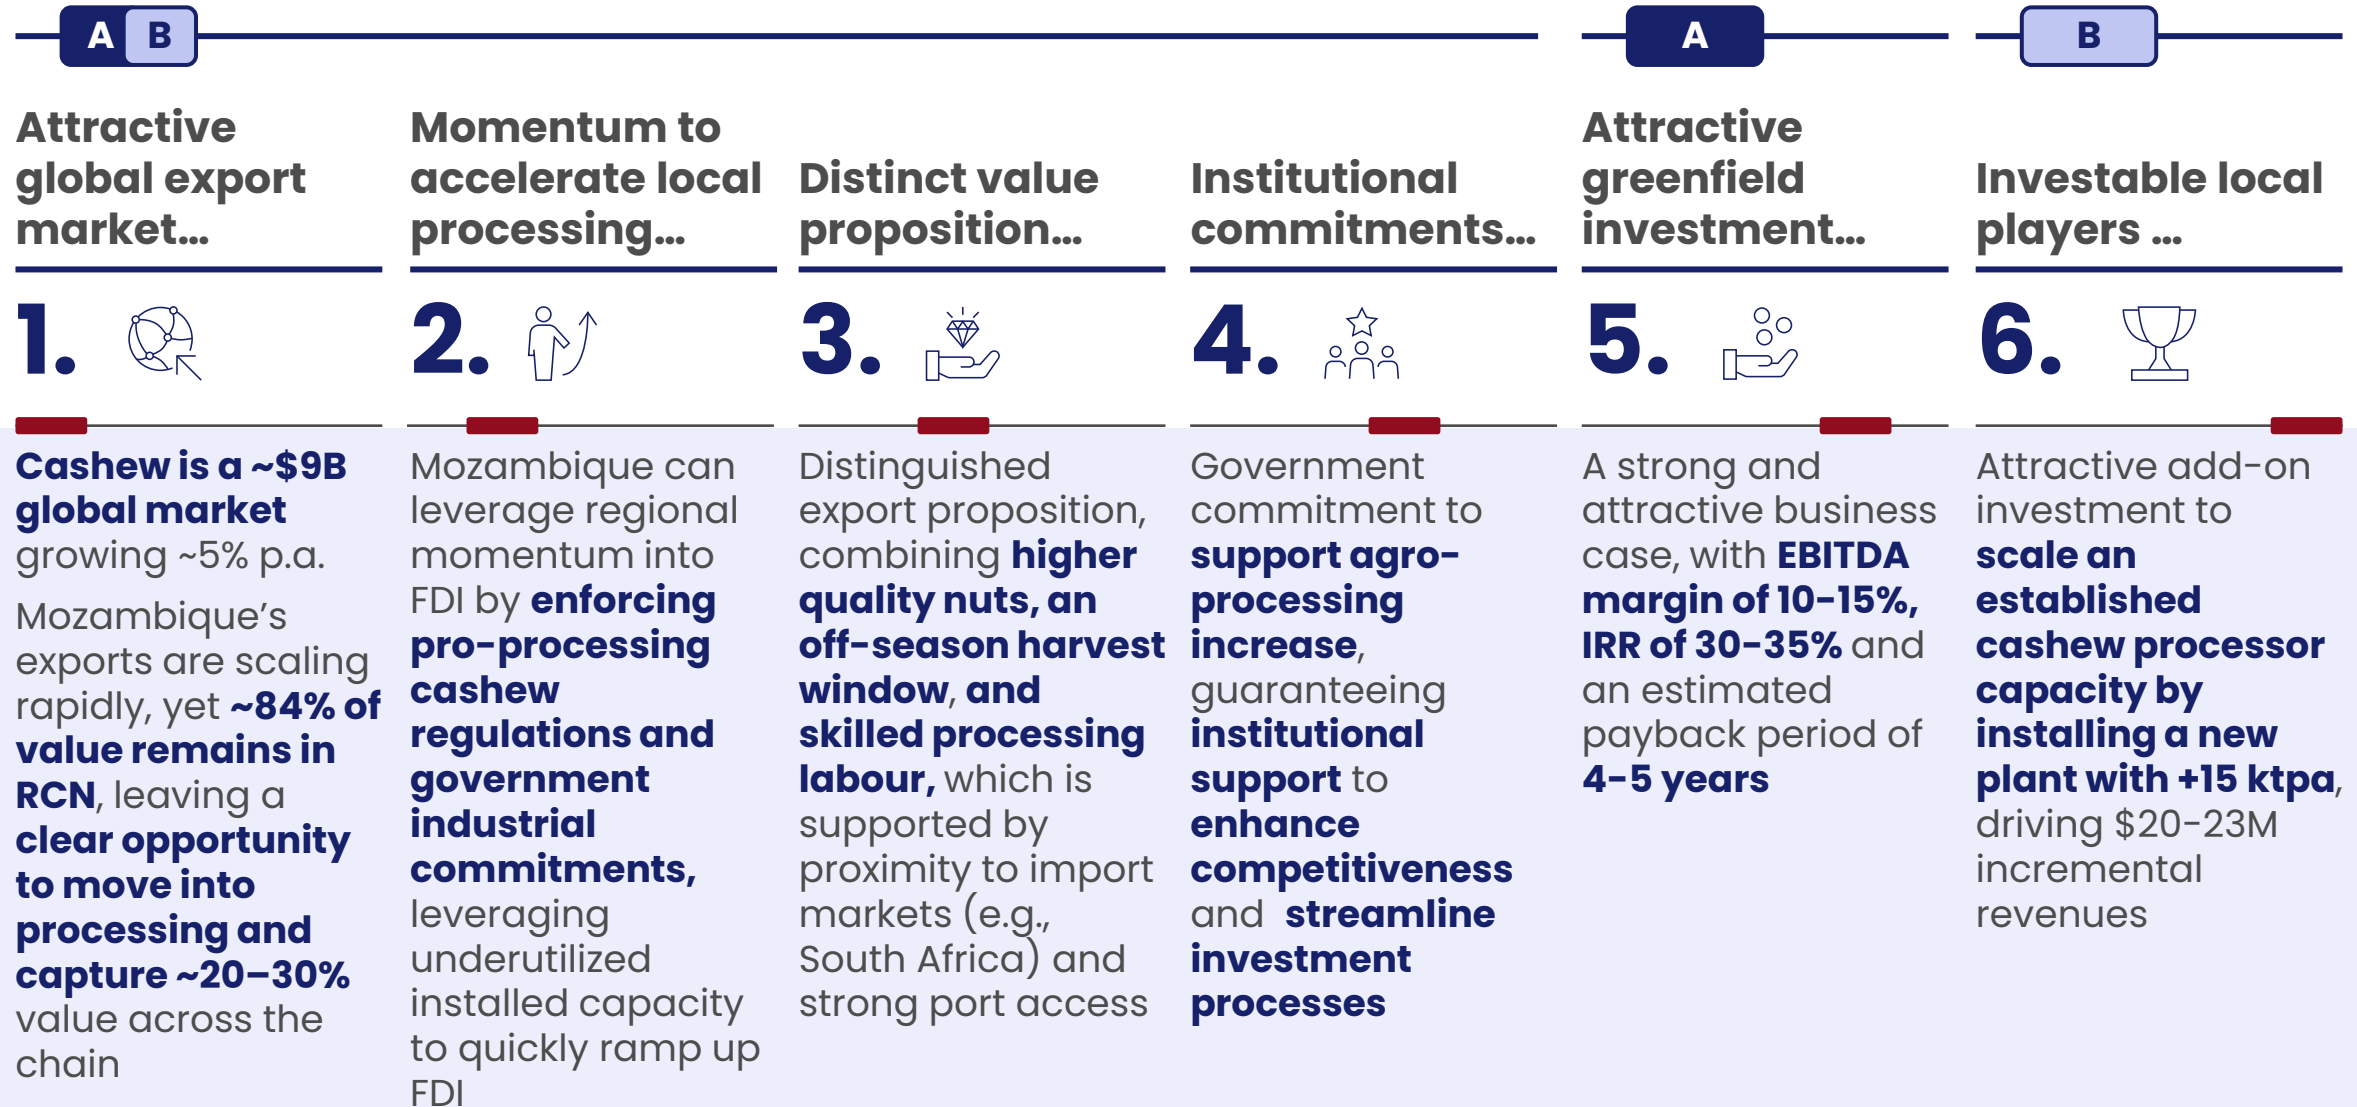 A B
A
B
Attractive
global export
market...
Momentum to
accelerate local
processing...
Distinct value
proposition...
Institutional
commitments...
Attractive
greenfield
investment...
Investable local
players ...
1.
2.
3.
4.
5.
6.
Cashew is a ~$9B
global market
growing ~5% p.a.
Mozambique’s
exports are scaling
rapidly, yet ~84% of
value remains in
RCN, leaving a
clear opportunity
to move into
processing and
capture ~20–30%
value across the
chain
Mozambique can
leverage regional
momentum into
FDI by enforcing
pro-processing
cashew
regulations and
government
industrial
commitments,
leveraging
underutilized
installed capacity
to quickly ramp up
FDI
Distinguished
export proposition,
combining higher
quality nuts, an
off-season harvest
window, and
skilled processing
labour, which is
supported by
proximity to import
markets (e.g.,
South Africa) and
strong port access
Government
commitment to
support agro-
processing
increase,
guaranteeing
institutional
support to
enhance
competitiveness
and streamline
investment
processes
A strong and
attractive business
case, with EBITDA
margin of 10-15%,
IRR of 30-35% and
an estimated
payback period of
4-5 years
Attractive add-on
investment to
scale an
established
cashew processor
capacity by
installing a new
plant with +15 ktpa,
driving $20-23M
incremental
revenues